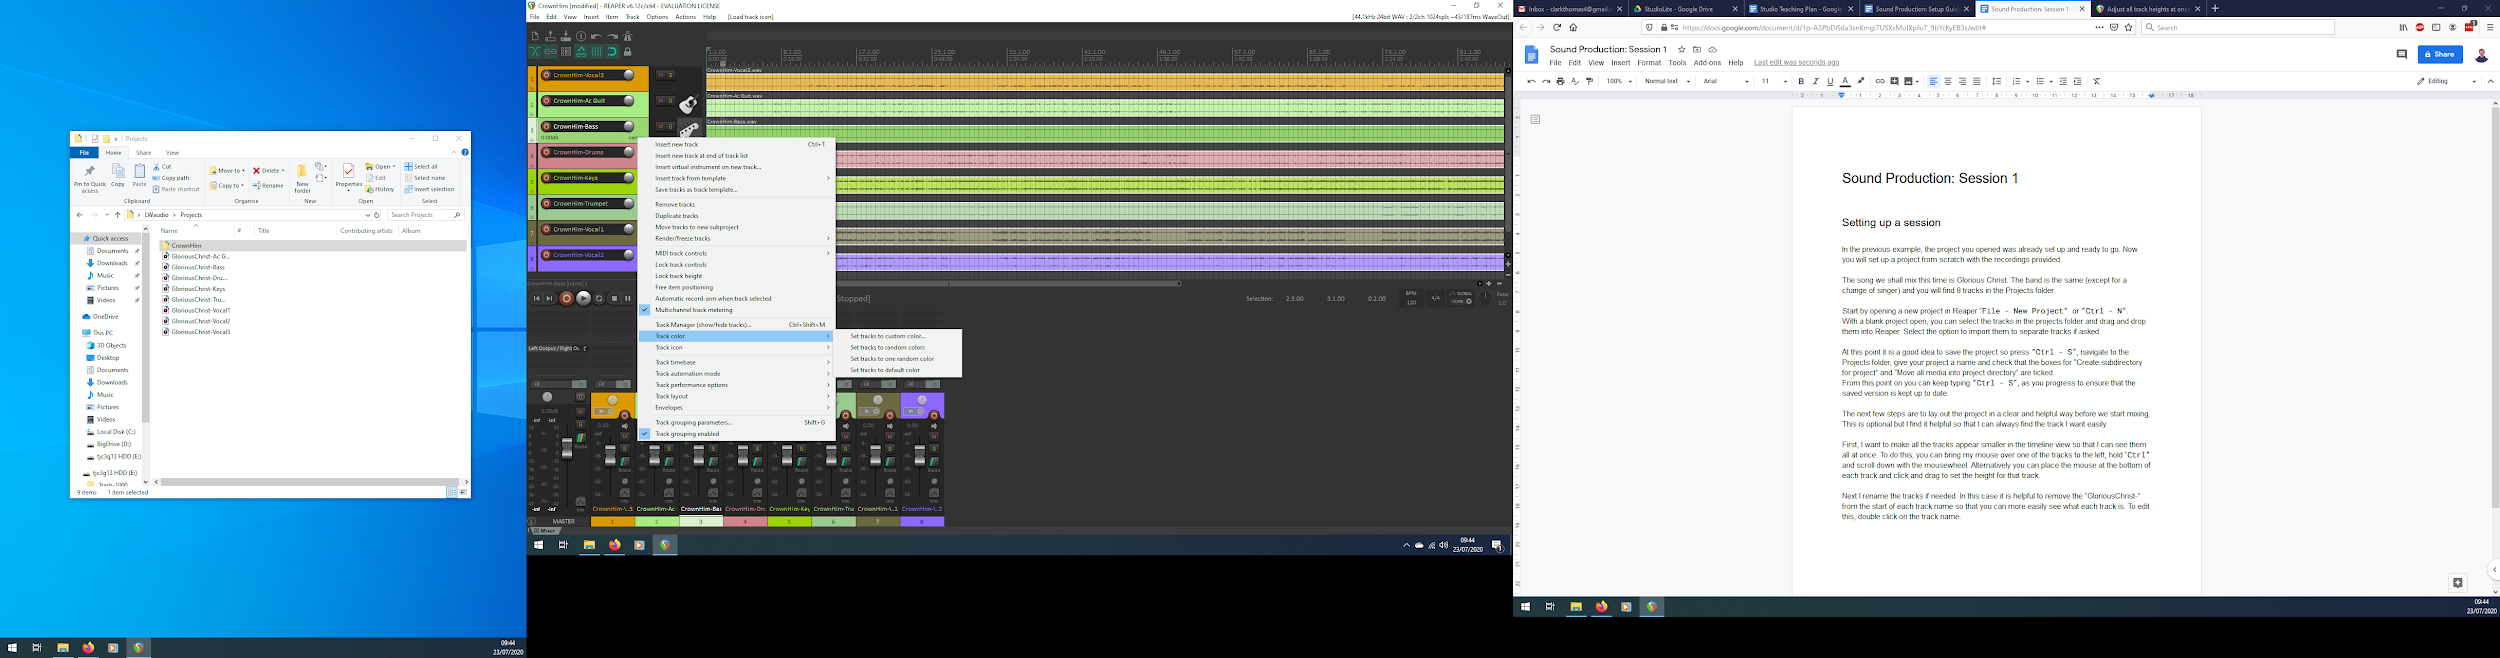 Projects
File
Home
Share
View
Pin to Quick access
Copy
Paste
Cut
Copy path
Paste shortcut
Move to
Copy to
Delete
Rename
New folder
Properties
Open
Edit
History
Select all
Select none
Invert selection
Clipboard
Organise
New
Open
Select
LWaudio > Projects
Search Projects
Name
#
Title
Contributing artists
Album
Quick access
Documents
Downloads
Music
Pictures
Videos
OneDrive
This PC
3D Objects
Desktop
Documents
Downloads
Music
Pictures
Videos
Local Disk (C:)
BigDrive (D:)
tjc3g13 HDD (E:)
tjc3g13 HDD (E:)
CrownHim
GloriousChrist-Ac G...
GloriousChrist-Bass
GloriousChrist-Dru...
GloriousChrist-Keys
GloriousChrist-Tru...
GloriousChrist-Vocal1
GloriousChrist-Vocal2
GloriousChrist-Vocal3
9 items
1 item selected
09:44
23/07/2020
CrownHim [modified] - REAPER v6.12c/x64 - EVALUATION LICENSE
File Edit View Insert Item Track Options Actions Help [Load track icon]
[44.1kHz 24bit WAV : 2/2ch 1024spls ~43/187ms WaveOut]
CrownHim-Vocal3
CrownHim-Ac Guit
CrownHim-Bass
CrownHim-Drums
CrownHim-Keys
CrownHim-Trumpet
CrownHim-Vocal1
CrownHim-Vocal2
CrownHim-Vocal3.wav
CrownHim-Ac Guit.wav
CrownHim-Bass.wav
Insert new track Ctrl+T
Insert new track at end of track list
Insert virtual instrument on new track...
Insert track from template
Save tracks as track template...
Remove tracks
Duplicate tracks
Move tracks to new subproject
Render/freeze tracks
MIDI track controls
Lock track controls
Lock track height
Free item positioning
Automatic record-arm when track selected
Multichannel track metering
Track Manager (show/hide tracks)... Ctrl+Shift+M
Track color
Track icon
Track timebase
Track automation mode
Track performance options
Track layout
Envelopes
Track grouping parameters... Shift+G
Track grouping enabled
Set tracks to custom color...
Set tracks to random colors
Set tracks to one random color
Set tracks to default color
Stopped]
Selection: 2.3.00 3.1.00 0.2.00
BPM
120
4/4
MASTER
1 2 3 4 5 6 7 8
Mixer
09:44
23/07/2020
Inbox - clarkthomas4@gmail.
StudioLite - Google Drive
Studio Teaching Plan - Google
Sound Production: Setup Guid
Sound Production: Session 1 -
Adjust all track heights at onc
Search
Sound Production: Session 1
File Edit View Insert Format Tools Add-ons Help Last edit was seconds ago
Share
100%
Normal text
Arial
11
Editing
Sound Production: Session 1
Setting up a session
In the previous example, the project you opened was already set up and ready to go. Now
you will set up a project from scratch with the recordings provided.
The song we shall mix this time is Glorious Christ. The band is the same (except for a
change of singer) and you will find 8 tracks in the Projects folder.
Start by opening a new project in Reaper "File - New Project" or "Ctrl - N".
With a blank project open, you can select the tracks in the projects folder and drag and drop
them into Reaper. Select the option to import them to separate tracks if asked.
At this point it is a good idea to save the project so press "Ctrl - S", navigate to the
Projects folder, give your project a name and check that the boxes for "Create subdirectory
for project" and "Move all media into project directory" are ticked.
From this point on you can keep typing "Ctrl - S", as you progress to ensure that the
saved version is kept up to date.
The next few steps are to lay out the project in a clear and helpful way before we start mixing.
This is optional but I find it helpful so that I can always find the track I want easily.
First, I want to make all the tracks appear smaller in the timeline view so that I can see them
all at once. To do this, you can bring my mouse over one of the tracks to the left, hold "Ctrl"
and scroll down with the mousewheel. Alternatively you can place the mouse at the bottom of
each track and click and drag to set the height for that track.
Next I rename the tracks if needed. In this case it is helpful to remove the "GloriousChrist-"
from the start of each track name so that you can more easily see what each track is. To edit
this, double click on the track name.
09:44
23/07/2020